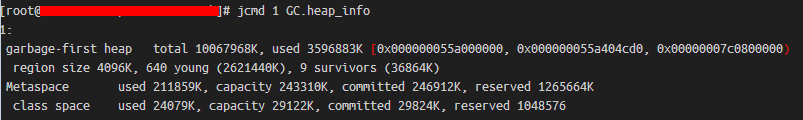 [root@ ]# jcmd 1 GC.heap_info
1:
garbage-first heap total 10067968K, used 3596883K [0x000000055a000000, 0x000000055a404cd0, 0x00000007c0800000)
region size 4096K, 640 young (2621440K), 9 survivors (36864K)
Metaspace used 211859K, capacity 243310K, committed 246912K, reserved 1265664K
class space used 24079K, capacity 29122K, committed 29824K, reserved 1048576